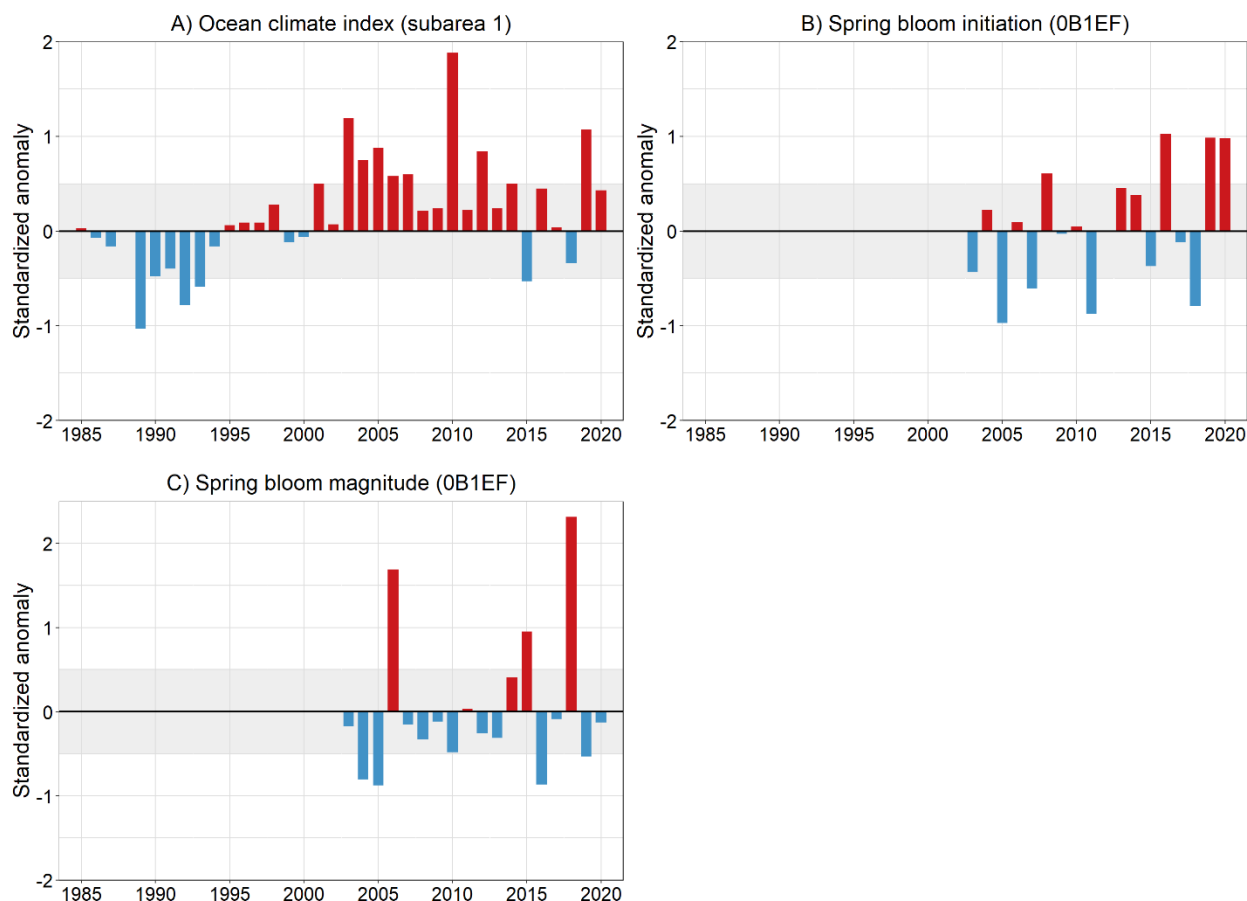 A) Ocean climate index (subarea 1)
Standardized anomaly
2
1
0
-1
-2
1985 1990 1995 2000 2005 2010 2015 2020
B) Spring bloom initiation (0B1EF)
Standardized anomaly
2
1
0
-1
-2
1985 1990 1995 2000 2005 2010 2015 2020
C) Spring bloom magnitude (0B1EF)
Standardized anomaly
2
1
0
-1
-2
1985 1990 1995 2000 2005 2010 2015 2020